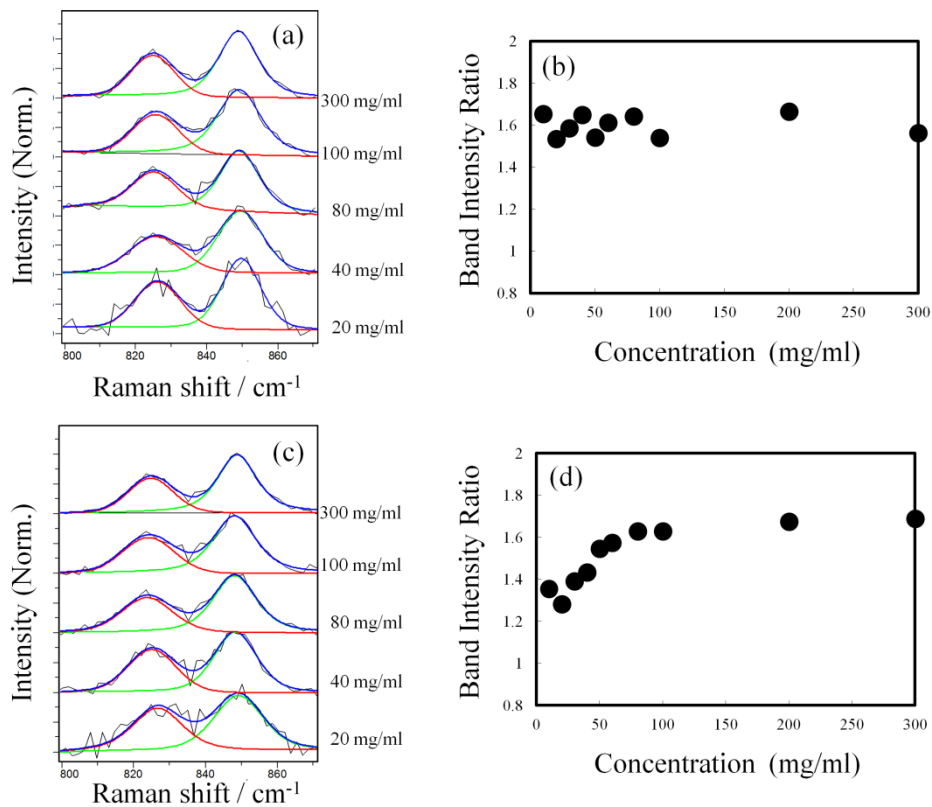 (a)
Intensity (Norm.)
300 mg/ml
100 mg/ml
80 mg/ml
40 mg/ml
20 mg/ml
800 820 840 860
Raman shift / cm⁻¹
(b)
Band Intensity Ratio
2
1.8
1.6
1.4
1.2
1
0.8
0 50 100 150 200 250 300
Concentration (mg/ml)
(c)
Intensity (Norm.)
300 mg/ml
100 mg/ml
80 mg/ml
40 mg/ml
20 mg/ml
800 820 840 860
Raman shift / cm⁻¹
(d)
Band Intensity Ratio
2
1.8
1.6
1.4
1.2
1
0.8
0 50 100 150 200 250 300
Concentration (mg/ml)